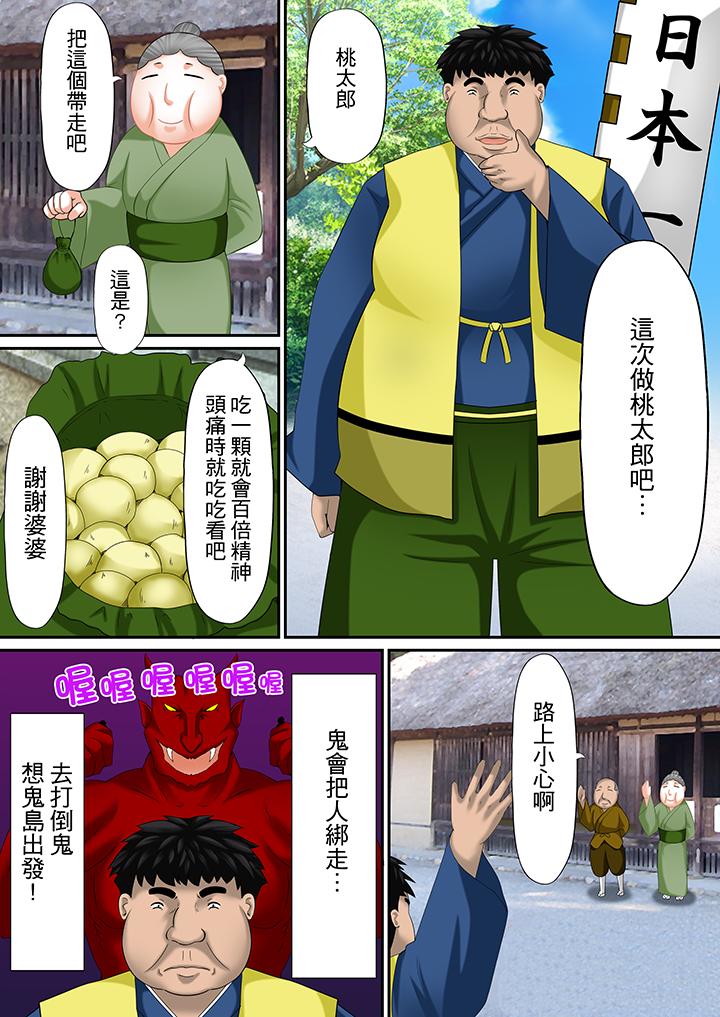 日本一
桃太郎
這次做桃太郎吧…
把這個帶走吧
這是？
吃一顆就會百倍精神
頭痛時就吃吃看吧
謝謝婆婆
路上小心啊
喔喔喔喔喔喔
鬼會把人綁走…
去打倒鬼
想鬼島出發！